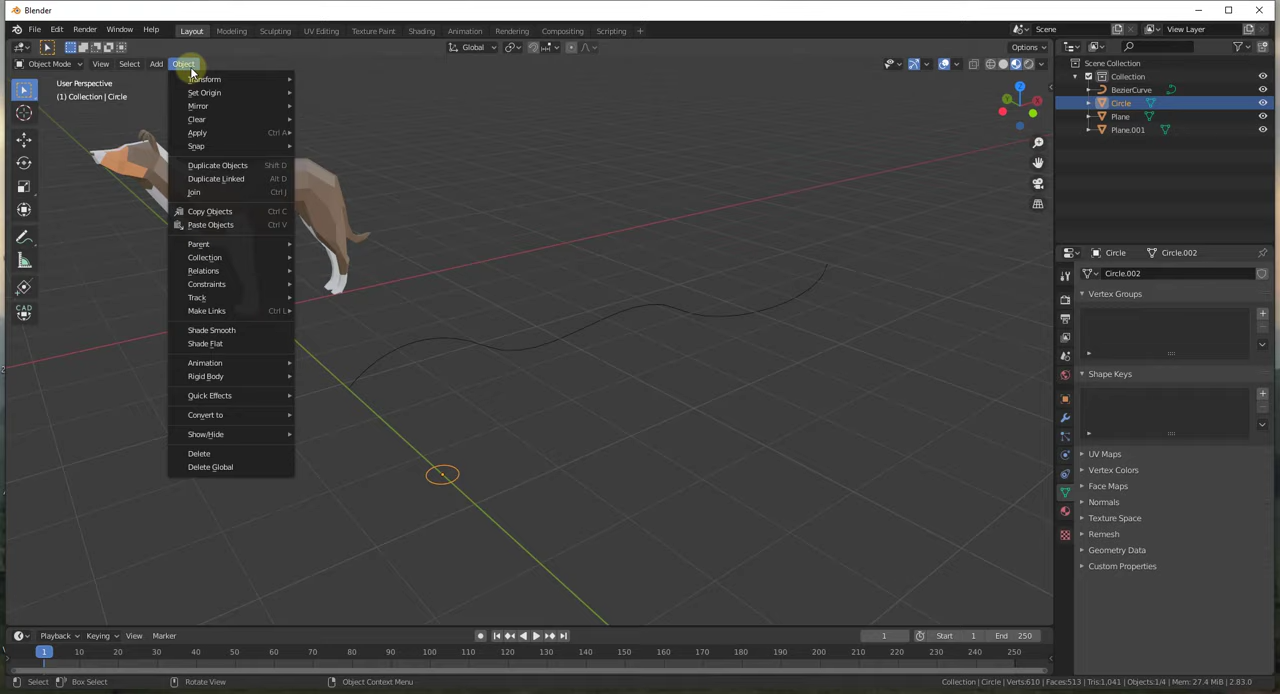 Blender
File Edit Render Window Help Layout Modeling Sculpting UV Editing Texture Paint Shading Animation Rendering Compositing Scripting + Scene View Layer
Global Options
Object Mode View Select Add Object
User Perspective
(1) Collection | Circle
Transform
Set Origin
Mirror
Clear
Apply Ctrl A
Snap
Duplicate Objects Shift D
Duplicate Linked Alt D
Join Ctrl J
Copy Objects Ctrl C
Paste Objects Ctrl V
Parent
Collection
Relations
Constraints
Track
Make Links Ctrl L
Shade Smooth
Shade Flat
Animation
Rigid Body
Quick Effects
Convert to
Show/Hide
Delete
Delete Global
CAD
Z
Y X
Scene Collection
Collection
BezierCurve
Circle
Plane
Plane.001
Circle Circle.002
Circle.002
Vertex Groups
Shape Keys
UV Maps
Vertex Colors
Face Maps
Normals
Texture Space
Remesh
Geometry Data
Custom Properties
Playback Keying View Marker 1 Start 1 End 250
1 10 20 30 40 50 60 70 80 90 100 110 120 130 140 150 160 170 180 190 200 210 220 230 240 250
Select Box Select Rotate View Object Context Menu Collection | Circle | Verts:610 | Faces:513 | Tris:1,041 | Objects:1/4 | Mem: 27.4 MiB | 2.83.0